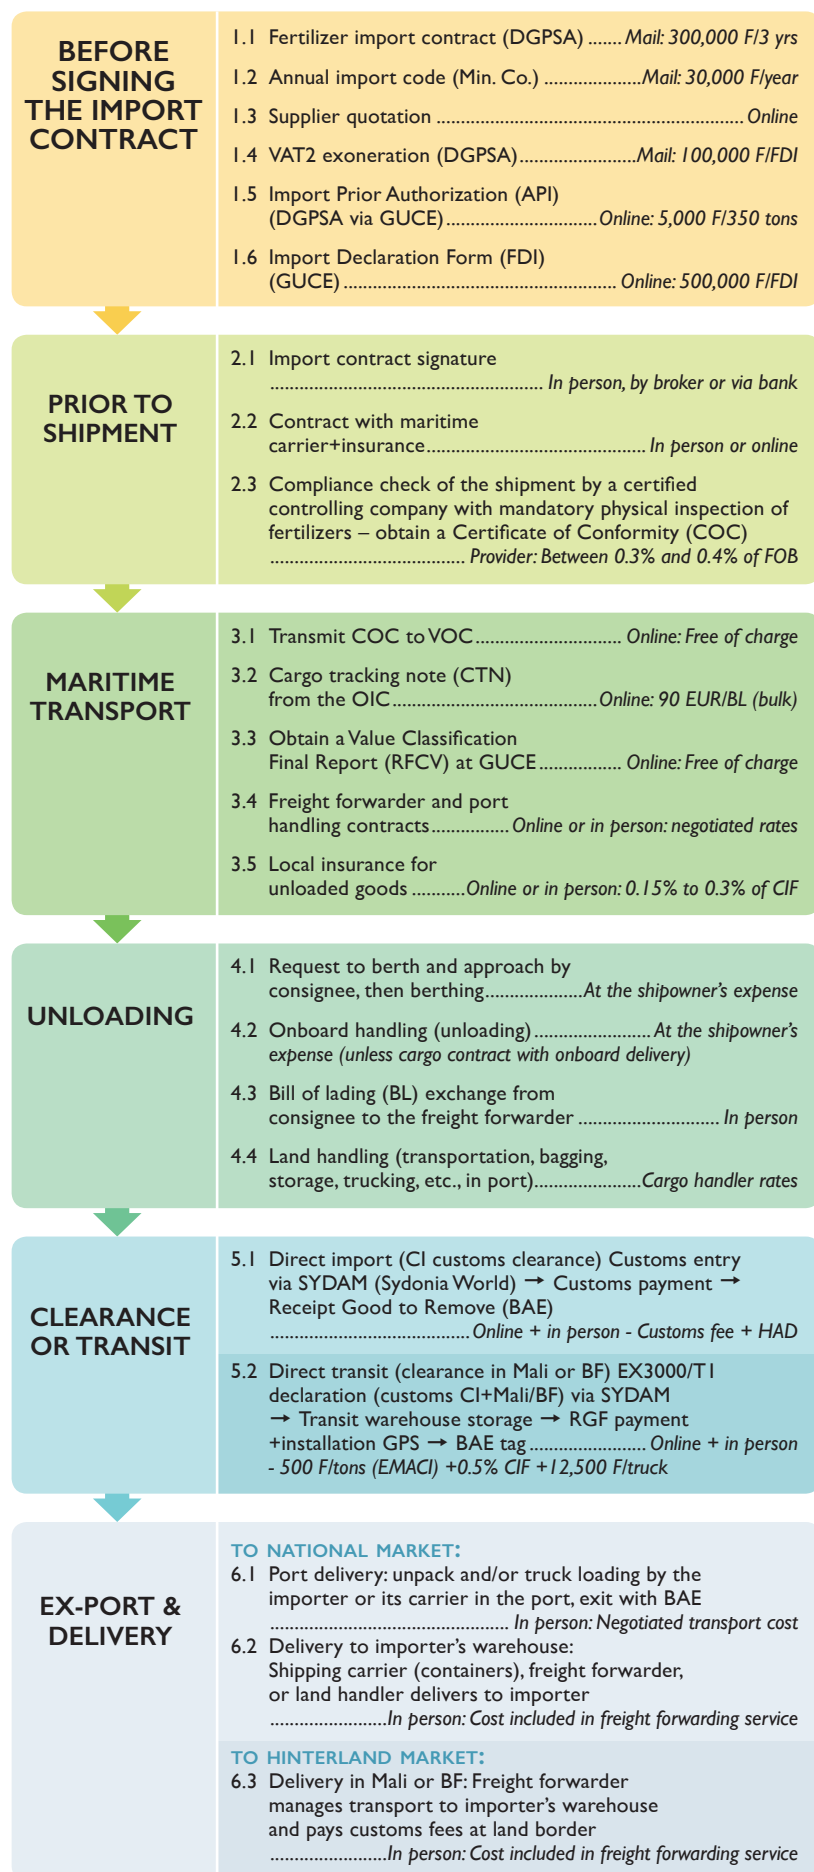 BEFORE
SIGNING
THE IMPORT
CONTRACT
1.1 Fertilizer import contract (DGPSA) ....... Mail: 300,000 F/3 yrs
1.2 Annual import code (Min. Co.) .....................Mail: 30,000 F/year
1.3 Supplier quotation .................................................................... Online
1.4 VAT2 exoneration (DGPSA)..........................Mail: 100,000 F/FDI
1.5 Import Prior Authorization (API)
(DGPSA via GUCE).................................Online: 5,000 F/350 tons
1.6 Import Declaration Form (FDI)
(GUCE)............................................................ Online: 500,000 F/FDI
PRIOR TO
SHIPMENT
2.1 Import contract signature
............................................................ In person, by broker or via bank
2.2 Contract with maritime
carrier+insurance................................................ In person or online
2.3 Compliance check of the shipment by a certified
controlling company with mandatory physical inspection of
fertilizers – obtain a Certificate of Conformity (COC)
.......................................... Provider: Between 0.3% and 0.4% of FOB
MARITIME
TRANSPORT
3.1 Transmit COC to VOC................................ Online: Free of charge
3.2 Cargo tracking note (CTN)
from the OIC.............................................Online: 90 EUR/BL (bulk)
3.3 Obtain a Value Classification
Final Report (RFCV) at GUCE.................. Online: Free of charge
3.4 Freight forwarder and port
handling contracts.................Online or in person: negotiated rates
3.5 Local insurance for
unloaded goods ...........Online or in person: 0.15% to 0.3% of CIF
UNLOADING
4.1 Request to berth and approach by
consignee, then berthing.....................At the shipowner's expense
4.2 Onboard handling (unloading).........................At the shipowner's
expense (unless cargo contract with onboard delivery)
4.3 Bill of lading (BL) exchange from
consignee to the freight forwarder ............................... In person
4.4 Land handling (transportation, bagging,
storage, trucking, etc., in port).......................Cargo handler rates
CLEARANCE
OR TRANSIT
5.1 Direct import (CI customs clearance) Customs entry
via SYDAM (Sydonia World) → Customs payment →
Receipt Good to Remove (BAE)
...........................................Online + in person - Customs fee + HAD
5.2 Direct transit (clearance in Mali or BF) EX3000/T1
declaration (customs CI+Mali/BF) via SYDAM
→ Transit warehouse storage → RGF payment
+installation GPS → BAE tag......................... Online + in person
- 500 F/tons (EMACI) +0.5% CIF +12,500 F/truck
EX-PORT &
DELIVERY
TO NATIONAL MARKET:
6.1 Port delivery: unpack and/or truck loading by the
importer or its carrier in the port, exit with BAE
.................................................... In person: Negotiated transport cost
6.2 Delivery to importer's warehouse:
Shipping carrier (containers), freight forwarder,
or land handler delivers to importer
.........................In person: Cost included in freight forwarding service
TO HINTERLAND MARKET:
6.3 Delivery in Mali or BF: Freight forwarder
manages transport to importer's warehouse
and pays customs fees at land border
.........................In person: Cost included in freight forwarding service